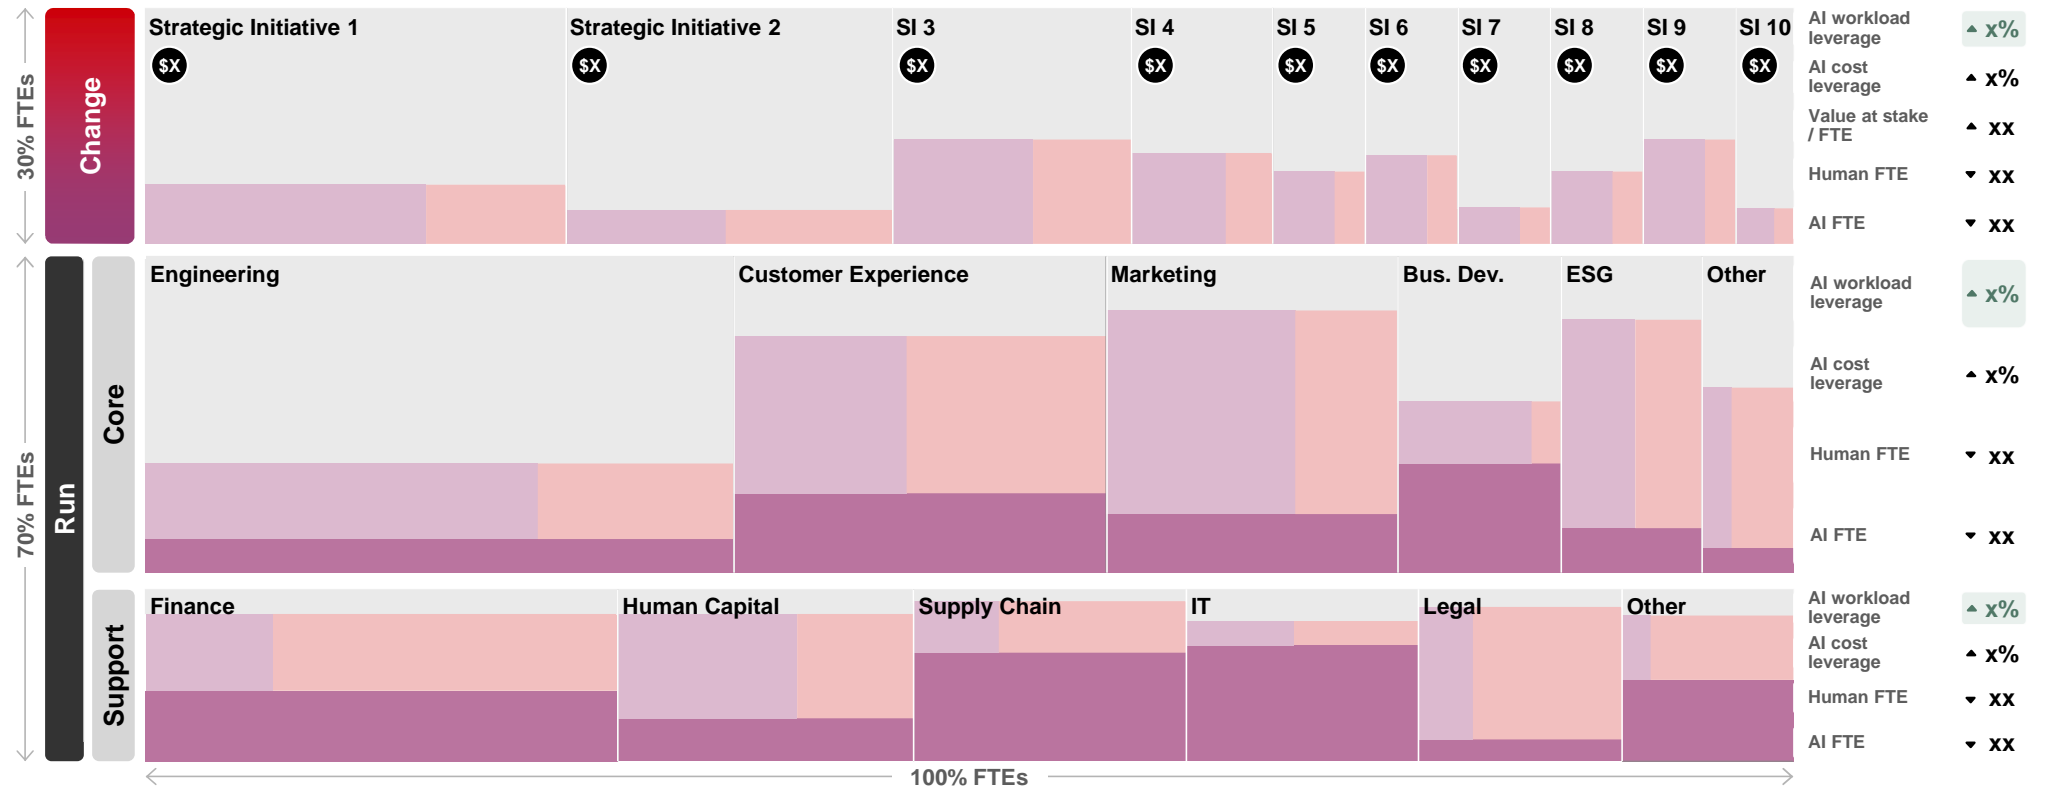 30% FTEs
Change
Strategic Initiative 1
$X
Strategic Initiative 2
$X
SI 3
$X
SI 4
$X
SI 5
$X
SI 6
$X
SI 7
$X
SI 8
$X
SI 9
$X
SI 10
$X
AI workload
leverage
x%
AI cost
leverage
x%
Value at stake
/ FTE
xx
Human FTE
xx
AI FTE
xx
70% FTEs
Run
Core
Engineering
Customer Experience
Marketing
Bus. Dev.
ESG
Other
AI workload
leverage
x%
AI cost
leverage
x%
Human FTE
xx
AI FTE
xx
Support
Finance
Human Capital
Supply Chain
IT
Legal
Other
AI workload
leverage
x%
AI cost
leverage
x%
Human FTE
xx
AI FTE
xx
100% FTEs